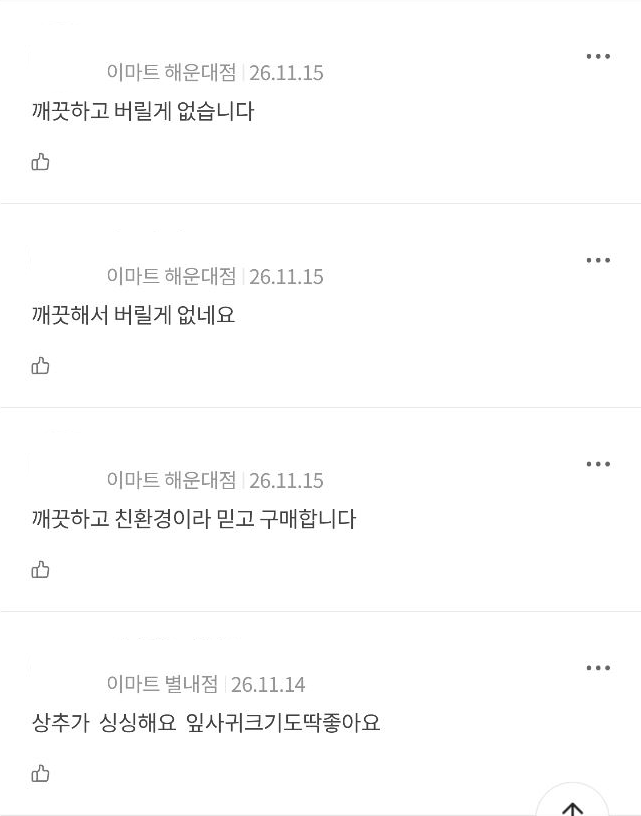 이마트 해운대점 | 26.11.15
깨끗하고 버릴게 없습니다
이마트 해운대점 | 26.11.15
깨끗해서 버릴게 없네요
이마트 해운대점 | 26.11.15
깨끗하고 친환경이라 믿고 구매합니다
이마트 별내점 | 26.11.14
상추가 싱싱해요 잎사귀크기도딱좋아요